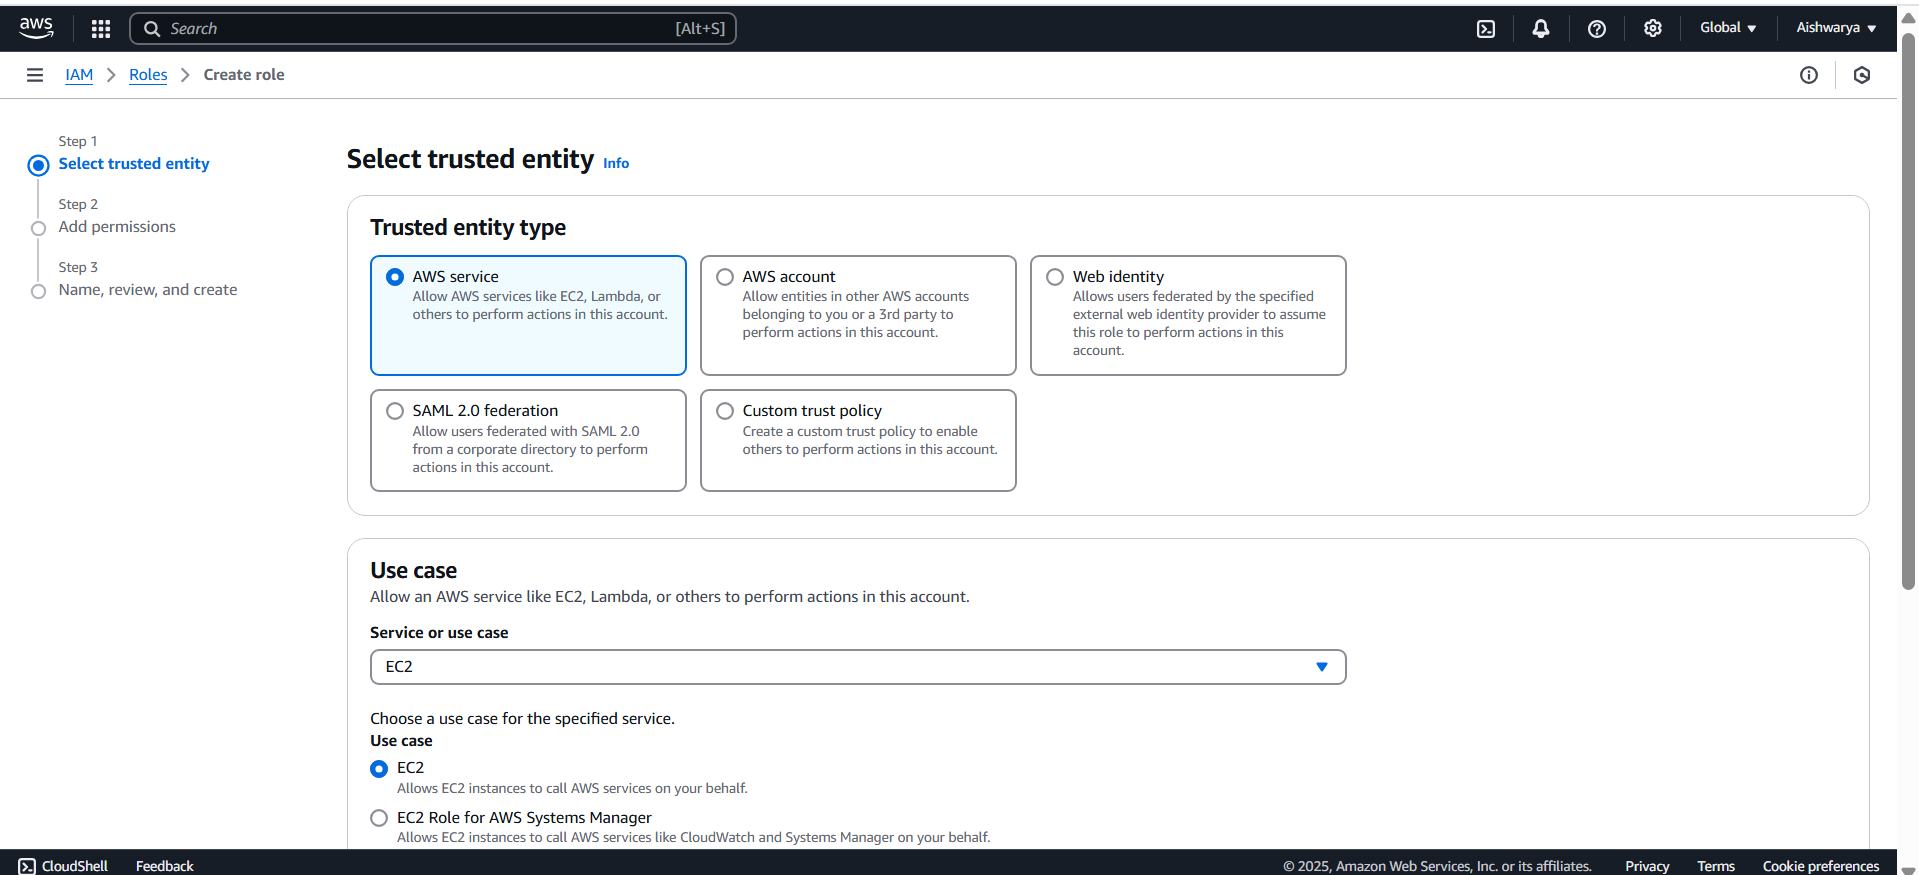 aws
Search [Alt+S]
Global
Aishwarya
IAM > Roles > Create role
Step 1
Select trusted entity
Step 2
Add permissions
Step 3
Name, review, and create
Select trusted entity Info
Trusted entity type
AWS service
Allow AWS services like EC2, Lambda, or
others to perform actions in this account.
AWS account
Allow entities in other AWS accounts
belonging to you or a 3rd party to
perform actions in this account.
Web identity
Allows users federated by the specified
external web identity provider to assume
this role to perform actions in this
account.
SAML 2.0 federation
Allow users federated with SAML 2.0
from a corporate directory to perform
actions in this account.
Custom trust policy
Create a custom trust policy to enable
others to perform actions in this account.
Use case
Allow an AWS service like EC2, Lambda, or others to perform actions in this account.
Service or use case
EC2
Choose a use case for the specified service.
Use case
EC2
Allows EC2 instances to call AWS services on your behalf.
EC2 Role for AWS Systems Manager
Allows EC2 instances to call AWS services like CloudWatch and Systems Manager on your behalf.
CloudShell Feedback © 2025, Amazon Web Services, Inc. or its affiliates. Privacy Terms Cookie preferences